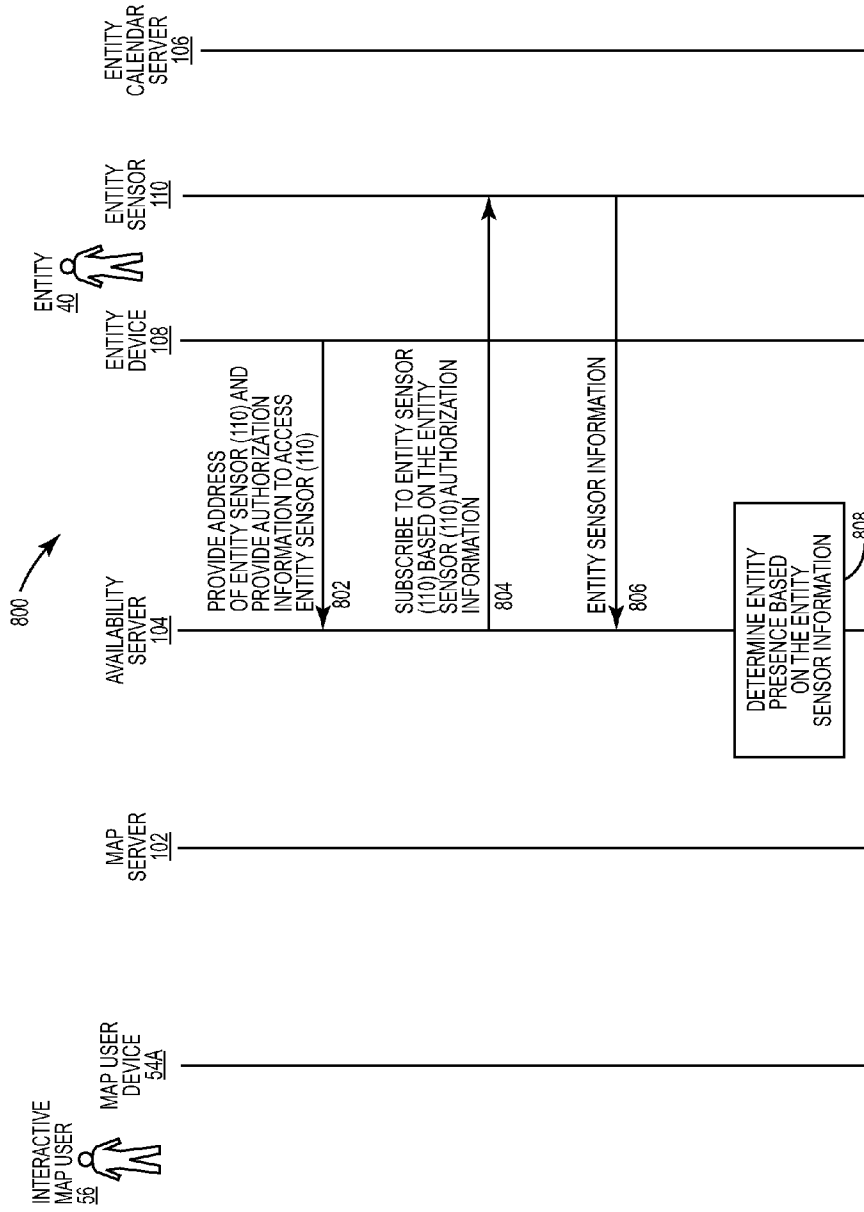 800
INTERACTIVE
MAP USER
56
MAP USER
DEVICE
54A
MAP
SERVER
102
AVAILABILITY
SERVER
104
ENTITY
DEVICE
108
ENTITY
40
ENTITY
SENSOR
110
ENTITY
CALENDAR
SERVER
106
PROVIDE ADDRESS
OF ENTITY SENSOR (110) AND
PROVIDE AUTHORIZATION
INFORMATION TO ACCESS
ENTITY SENSOR (110)
802
SUBSCRIBE TO ENTITY SENSOR
(110) BASED ON THE ENTITY
SENSOR (110) AUTHORIZATION
INFORMATION
804
ENTITY SENSOR INFORMATION
806
DETERMINE ENTITY
PRESENCE BASED
ON THE ENTITY
SENSOR INFORMATION
808